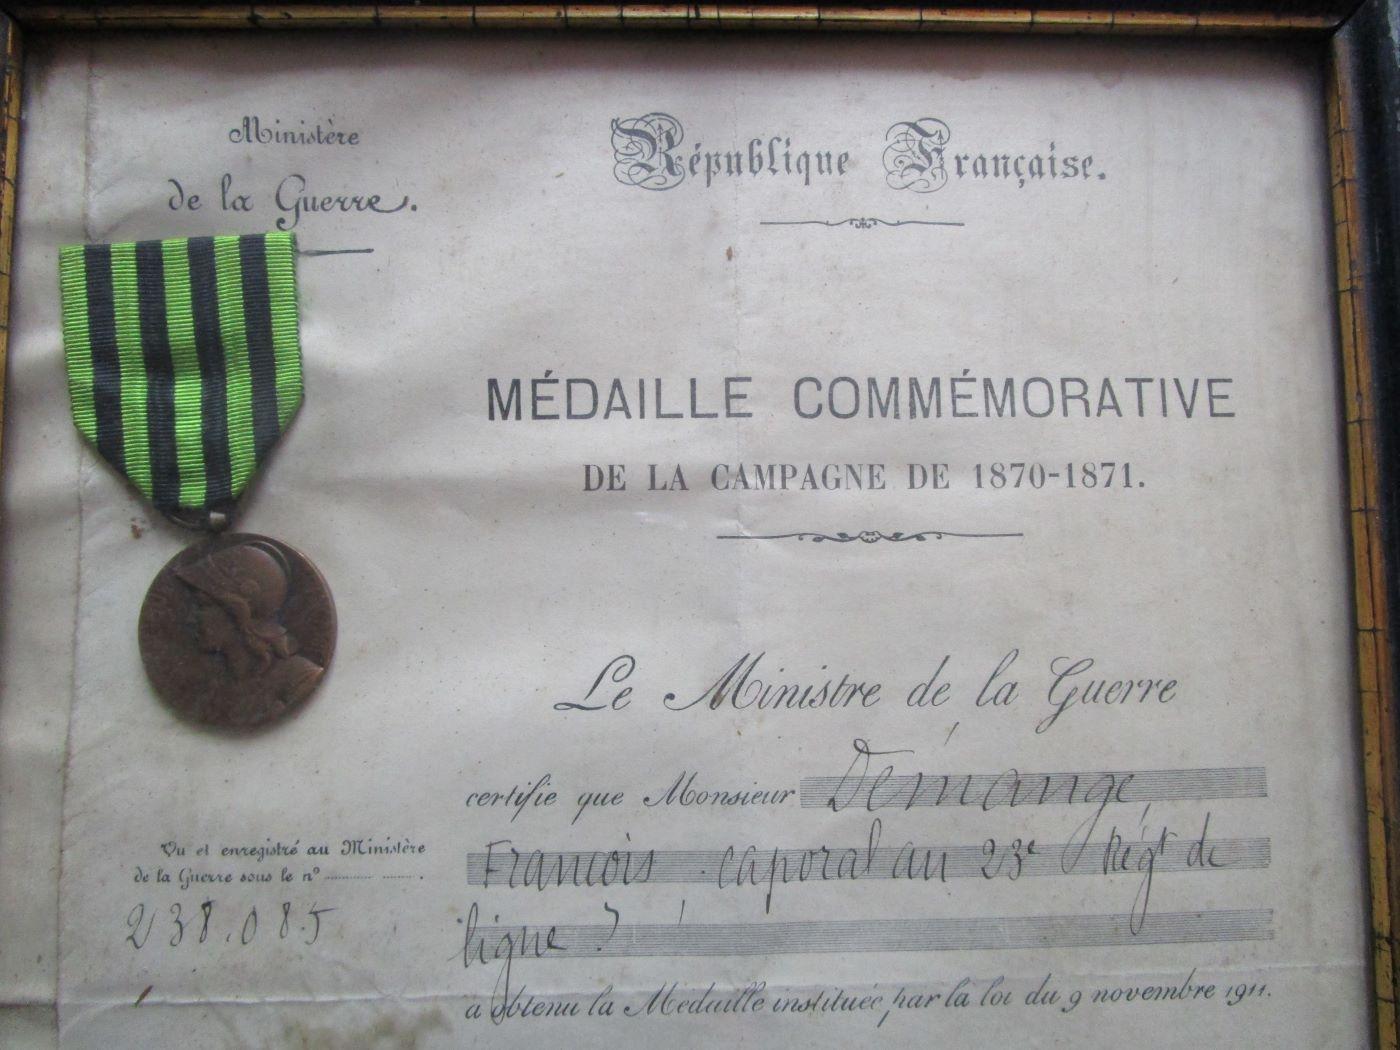 Ministère
de la Guerre.
République Française.
MÉDAILLE COMMÉMORATIVE
DE LA CAMPAGNE DE 1870-1871.
Le Ministre de la Guerre
certifie que Monsieur Démange
François caporal au 23e Régt de
ligne
a obtenu la Médaille instituée par la loi du 9 novembre 1911.
Vu et enregistré au Ministère
de la Guerre sous le n°
238.085